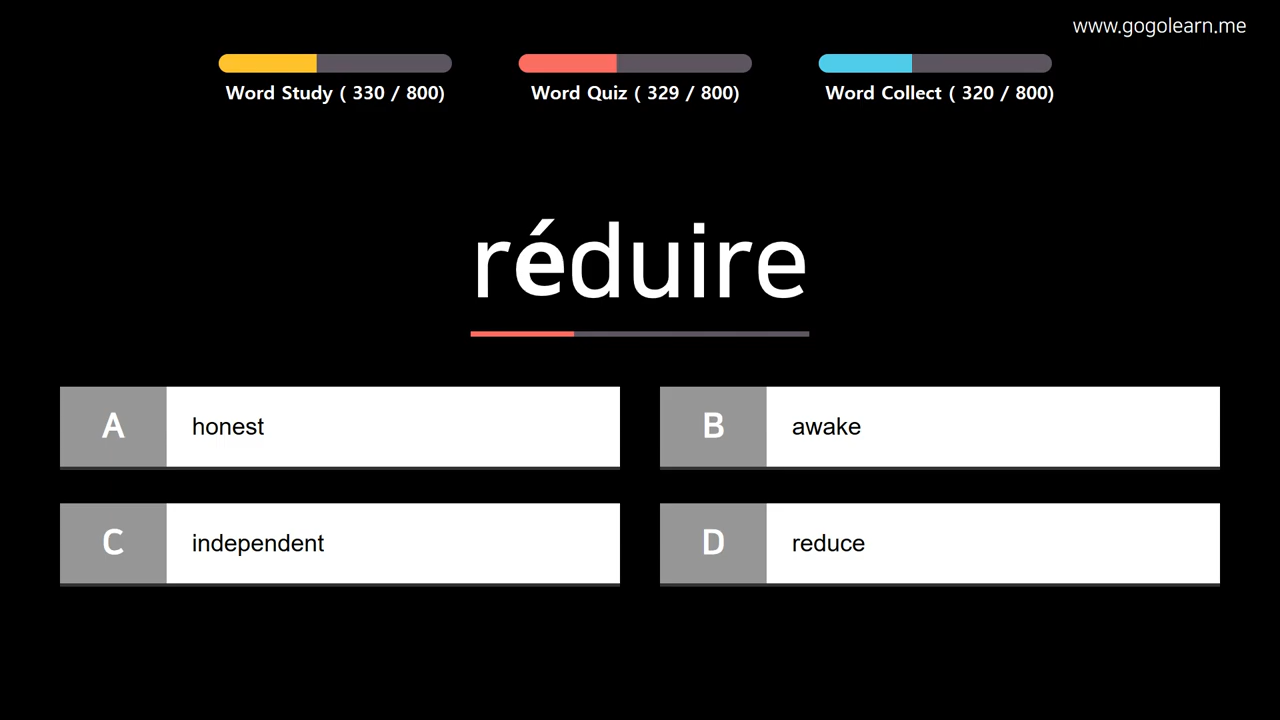 www.gogolearn.me
Word Study ( 330 / 800)
Word Quiz ( 329 / 800)
Word Collect ( 320 / 800)
réduire
A honest
B awake
C independent
D reduce